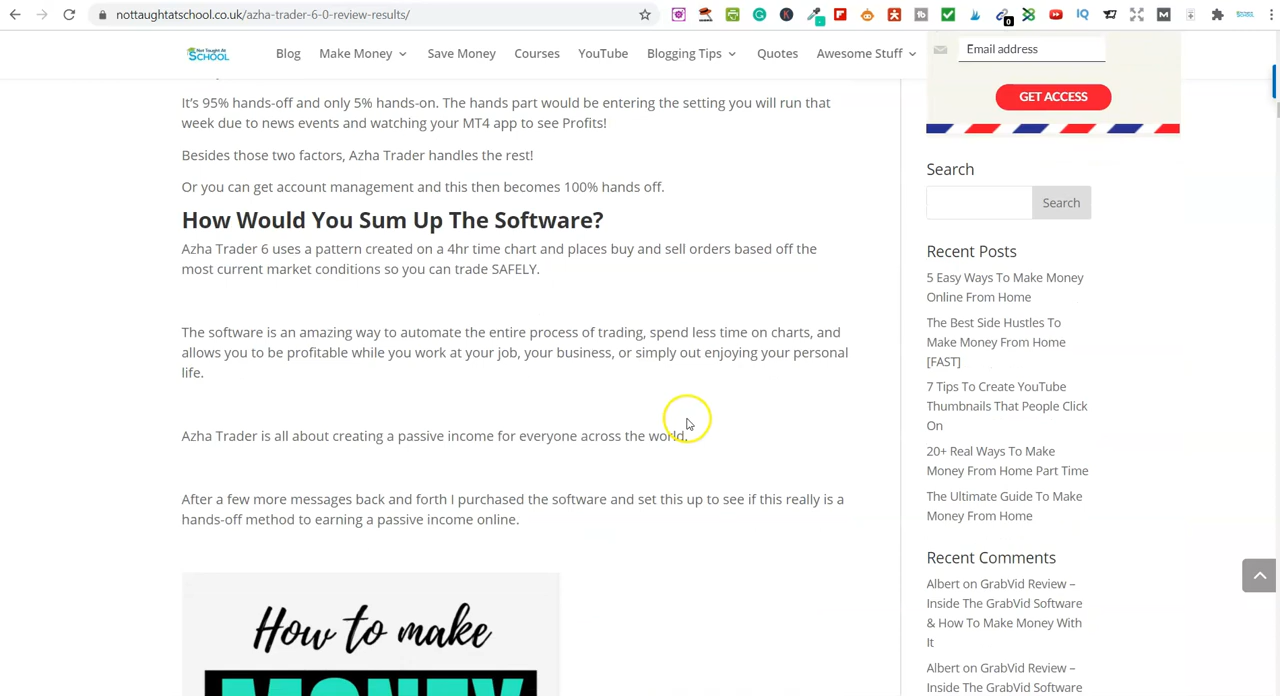 nottaughtatschool.co.uk/azha-trader-6-0-review-results/
Not Taught At
SCHOOL
Blog
Make Money
Save Money
Courses
YouTube
Blogging Tips
Quotes
Awesome Stuff
It's 95% hands-off and only 5% hands-on. The hands part would be entering the setting you will run that
week due to news events and watching your MT4 app to see Profits!
Besides those two factors, Azha Trader handles the rest!
Or you can get account management and this then becomes 100% hands off.
How Would You Sum Up The Software?
Azha Trader 6 uses a pattern created on a 4hr time chart and places buy and sell orders based off the
most current market conditions so you can trade SAFELY.
The software is an amazing way to automate the entire process of trading, spend less time on charts, and
allows you to be profitable while you work at your job, your business, or simply out enjoying your personal
life.
Azha Trader is all about creating a passive income for everyone across the world.
After a few more messages back and forth I purchased the software and set this up to see if this really is a
hands-off method to earning a passive income online.
How to make
MONEY
Email address
GET ACCESS
Search
Search
Recent Posts
5 Easy Ways To Make Money
Online From Home
The Best Side Hustles To
Make Money From Home
[FAST]
7 Tips To Create YouTube
Thumbnails That People Click
On
20+ Real Ways To Make
Money From Home Part Time
The Ultimate Guide To Make
Money From Home
Recent Comments
Albert on GrabVid Review –
Inside The GrabVid Software
& How To Make Money With
It
Albert on GrabVid Review –
Inside The GrabVid Software